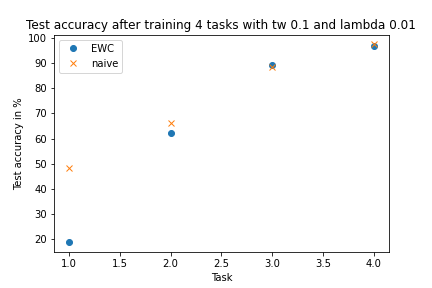 Test accuracy after training 4 tasks with tw 0.1 and lambda 0.01
EWC
naive
Test accuracy in %
100
90
80
70
60
50
40
30
20
1.0 1.5 2.0 2.5 3.0 3.5 4.0
Task